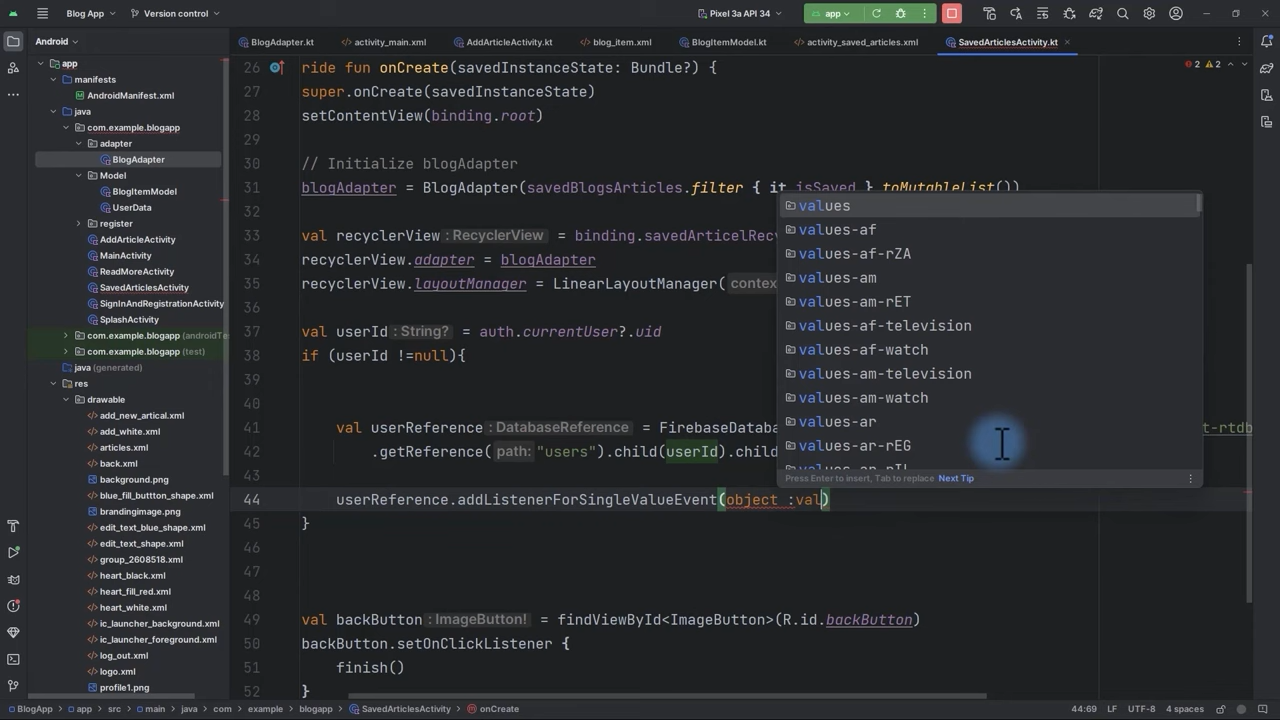 Blog App
Version control
Pixel 3a API 34
app
Android
BlogAdapter.kt
activity_main.xml
AddArticleActivity.kt
blog_item.xml
BlogItemModel.kt
activity_saved_articles.xml
SavedArticlesActivity.kt
app
manifests
AndroidManifest.xml
java
com.example.blogapp
adapter
BlogAdapter
Model
BlogItemModel
UserData
register
AddArticleActivity
MainActivity
ReadMoreActivity
SavedArticlesActivity
SignInAndRegistrationActivity
SplashActivity
com.example.blogapp (androidTe
com.example.blogapp (test)
java (generated)
res
drawable
add_new_artical.xml
add_white.xml
articles.xml
back.xml
background.png
blue_fill_buttton_shape.xml
brandingimage.png
edit_text_blue_shape.xml
edit_text_shape.xml
group_2608518.xml
heart_black.xml
heart_fill_red.xml
heart_white.xml
ic_launcher_background.xml
ic_launcher_foreground.xml
log_out.xml
logo.xml
profile1.png
2 2
26 ride fun onCreate(savedInstanceState: Bundle?) {
27 super.onCreate(savedInstanceState)
28 setContentView(binding.root)
29
30 // Initialize blogAdapter
31 blogAdapter = BlogAdapter(savedBlogsArticles.filter { it.isSaved }.toMutableList())
33 val recyclerView :RecyclerView = binding.savedArticelRec
34 recyclerView.adapter = blogAdapter
35 recyclerView.layoutManager = LinearLayoutManager( contex
36
37 val userId :String? = auth.currentUser?.uid
38 if (userId !=null){
39
40
41 val userReference :DatabaseReference = FirebaseDatab t-rtdb
42 .getReference( path: "users").child(userId).child
43
44 userReference.addListenerForSingleValueEvent(object :val)
45 }
46
47
48
49 val backButton :ImageButton! = findViewById<ImageButton>(R.id.backButton)
50 backButton.setOnClickListener {
51 finish()
52 }
values
values-af
values-af-rZA
values-am
values-am-rET
values-af-television
values-af-watch
values-am-television
values-am-watch
values-ar
values-ar-rEG
values-ar-rIL
Press Enter to insert, Tab to replace Next Tip
BlogApp > app > src > main > java > com > example > blogapp > SavedArticlesActivity > onCreate
44:69 LF UTF-8 4 spaces